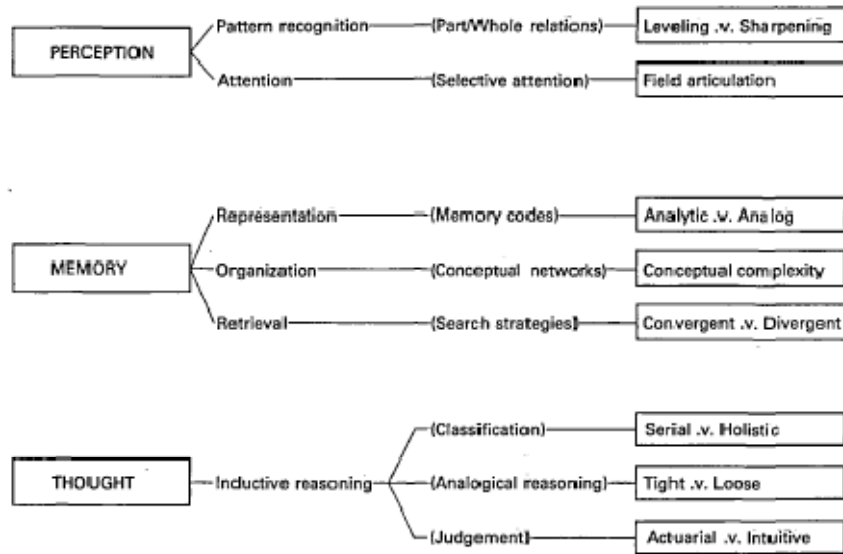 Pattern recognition (Part/Whole relations) Leveling .v. Sharpening
PERCEPTION
Attention (Selective attention) Field articulation
Representation (Memory codes) Analytic .v. Analog
MEMORY Organization (Conceptual networks) Conceptual complexity
Retrieval (Search strategies) Convergent .v. Divergent
(Classification) Serial .v. Holistic
THOUGHT Inductive reasoning (Analogical reasoning) Tight .v. Loose
(Judgement) Actuarial .v. Intuitive